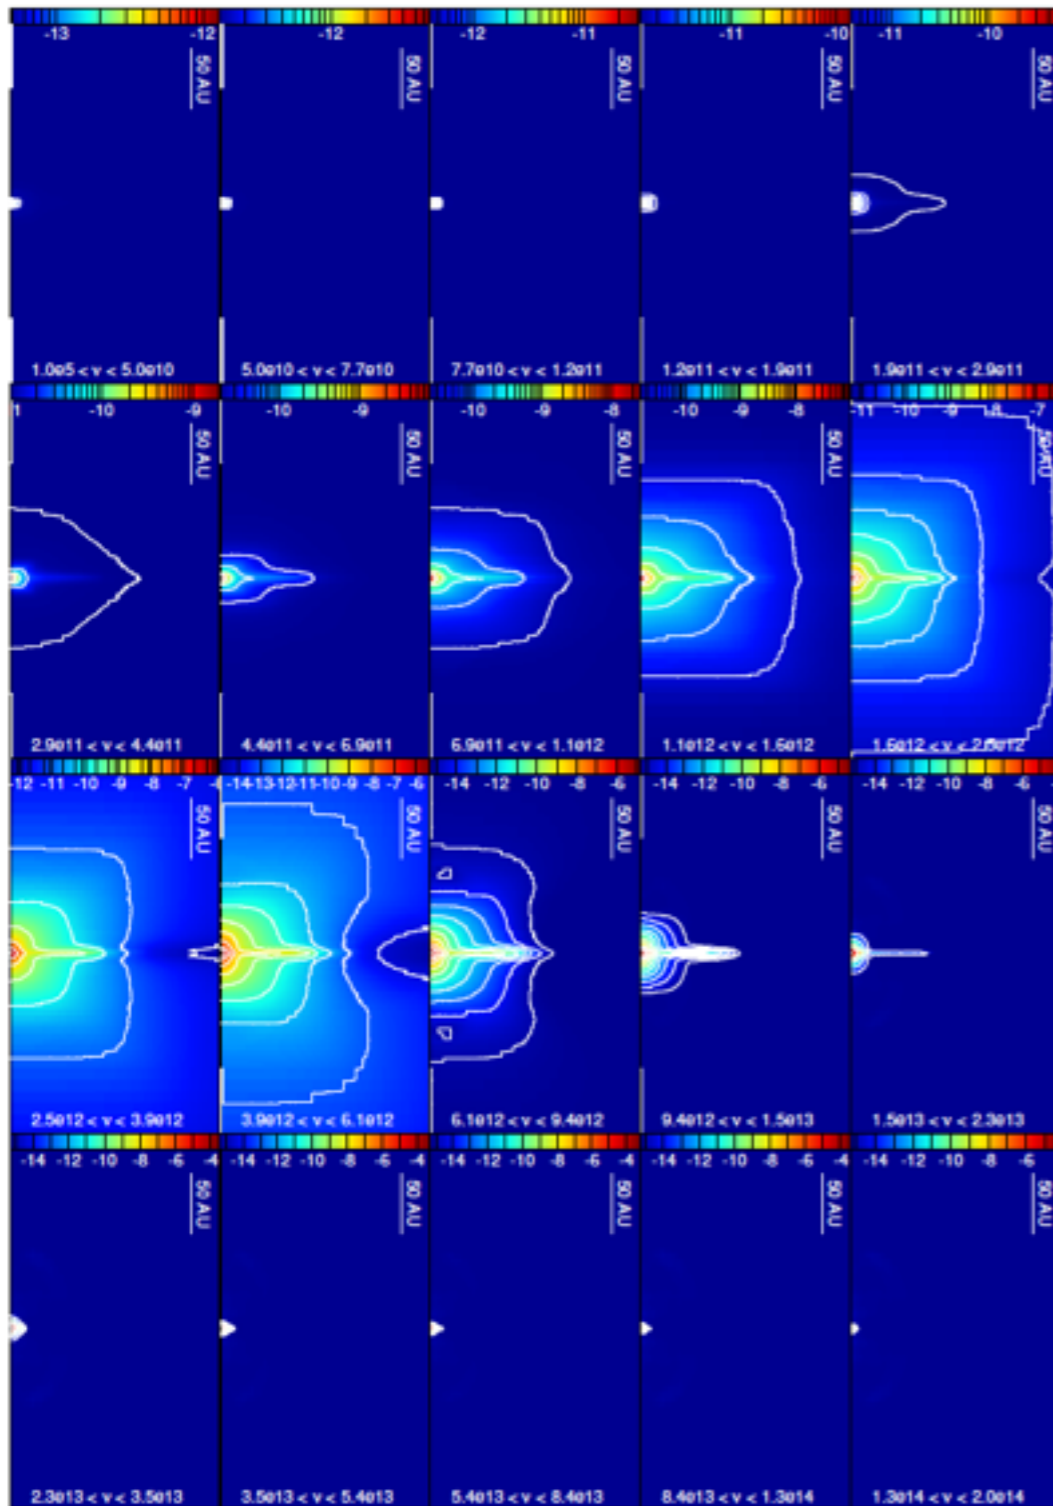 -13 -12 -12 -12 -11 -11 -10 -11 -10
50 AU 50 AU 50 AU 50 AU 50 AU
1.0e5 < ν < 5.0e10 5.0e10 < ν < 7.7e10 7.7e10 < ν < 1.2e11 1.2e11 < ν < 1.9e11 1.9e11 < ν < 2.9e11
1 -10 -9 -10 -9 -10 -9 -8 -10 -9 -8 -11 -10 -9 -8 -7
50 AU 50 AU 50 AU 50 AU 50 AU
2.9e11 < ν < 4.4e11 4.4e11 < ν < 6.9e11 6.9e11 < ν < 1.1e12 1.1e12 < ν < 1.6e12 1.6e12 < ν < 2.5e12
-12 -11 -10 -9 -8 -7 -14 -13 -12 -11 -10 -9 -8 -7 -6 -14 -12 -10 -8 -6 -14 -12 -10 -8 -6 -14 -12 -10 -8 -6
50 AU 50 AU 50 AU 50 AU 50 AU
2.5e12 < ν < 3.9e12 3.9e12 < ν < 6.1e12 6.1e12 < ν < 9.4e12 9.4e12 < ν < 1.5e13 1.5e13 < ν < 2.3e13
-14 -12 -10 -8 -6 -4 -14 -12 -10 -8 -6 -4 -14 -12 -10 -8 -6 -14 -12 -10 -8 -6 -14 -12 -10 -8 -6
50 AU 50 AU 50 AU 50 AU 50 AU
2.3e13 < ν < 3.5e13 3.5e13 < ν < 5.4e13 5.4e13 < ν < 8.4e13 8.4e13 < ν < 1.3e14 1.3e14 < ν < 2.0e14